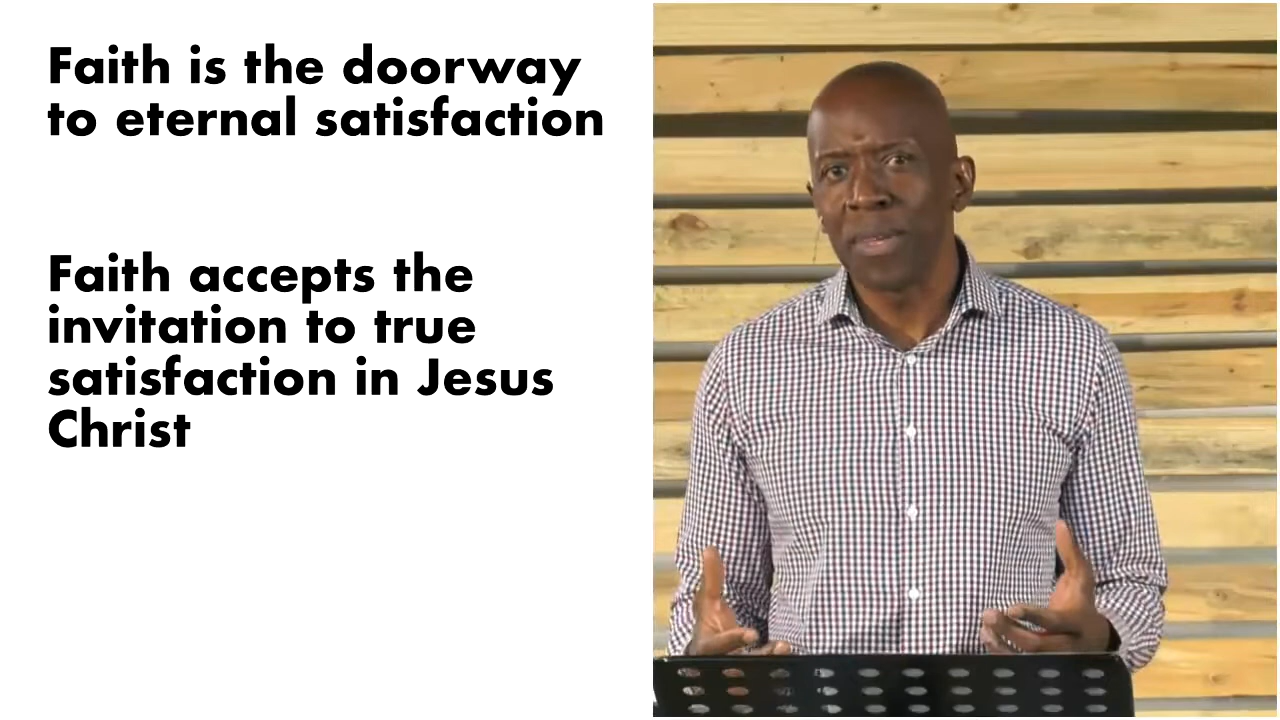 Faith is the doorway
to eternal satisfaction
Faith accepts the
invitation to true
satisfaction in Jesus
Christ